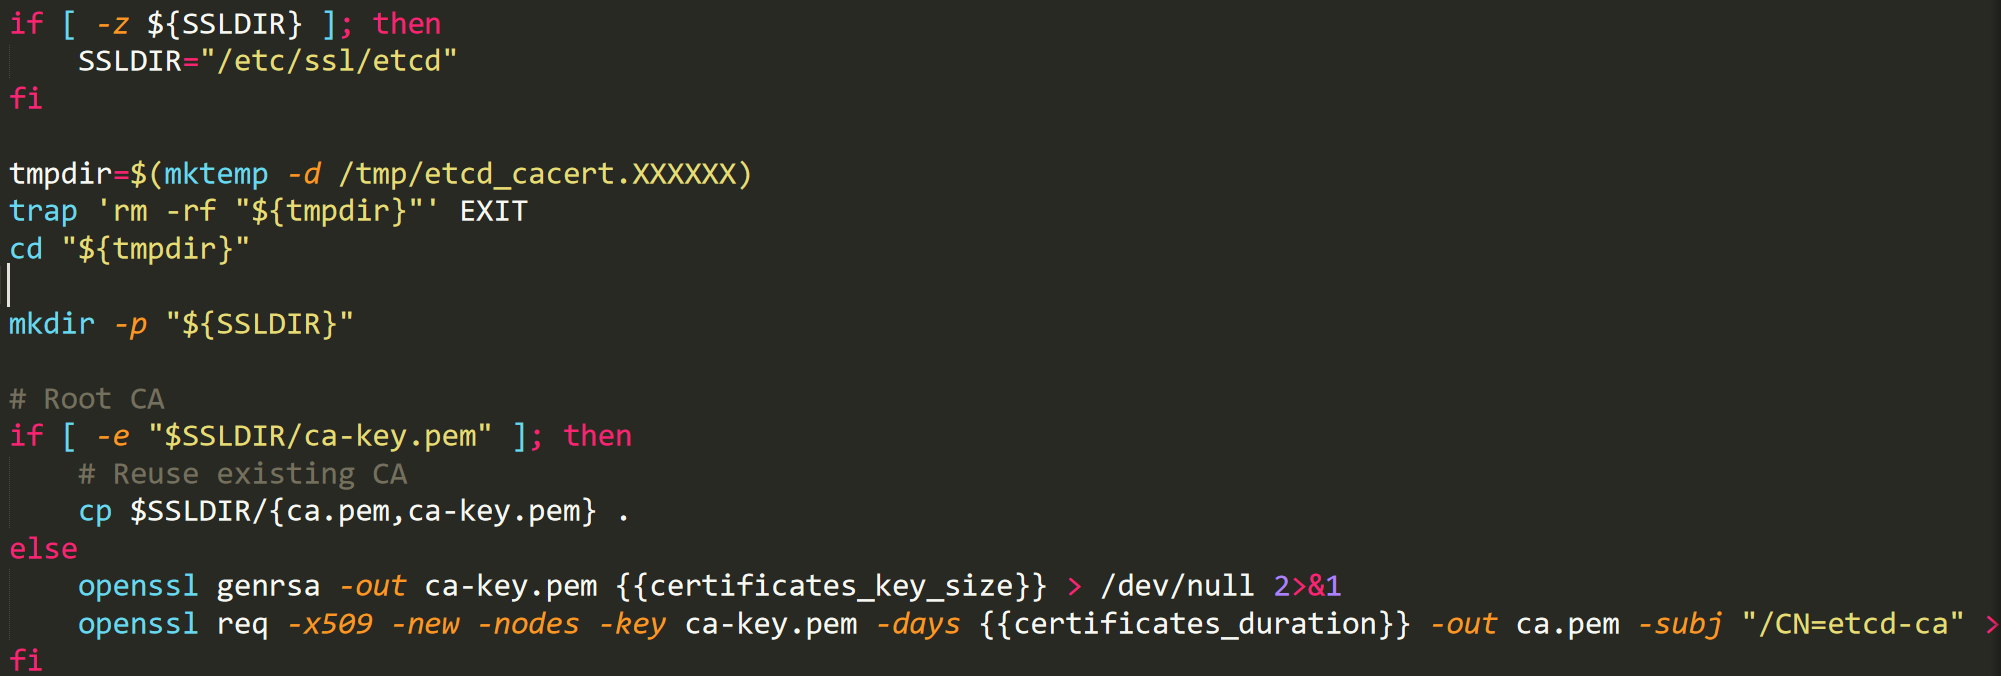 if [ -z ${SSLDIR} ]; then
    SSLDIR="/etc/ssl/etcd"
fi

tmpdir=$(mktemp -d /tmp/etcd_cacert.XXXXXX)
trap 'rm -rf "${tmpdir}"' EXIT
cd "${tmpdir}"

mkdir -p "${SSLDIR}"

# Root CA
if [ -e "$SSLDIR/ca-key.pem" ]; then
    # Reuse existing CA
    cp $SSLDIR/{ca.pem,ca-key.pem} .
else
    openssl genrsa -out ca-key.pem {{certificates_key_size}} > /dev/null 2>&1
    openssl req -x509 -new -nodes -key ca-key.pem -days {{certificates_duration}} -out ca.pem -subj "/CN=etcd-ca" >
fi